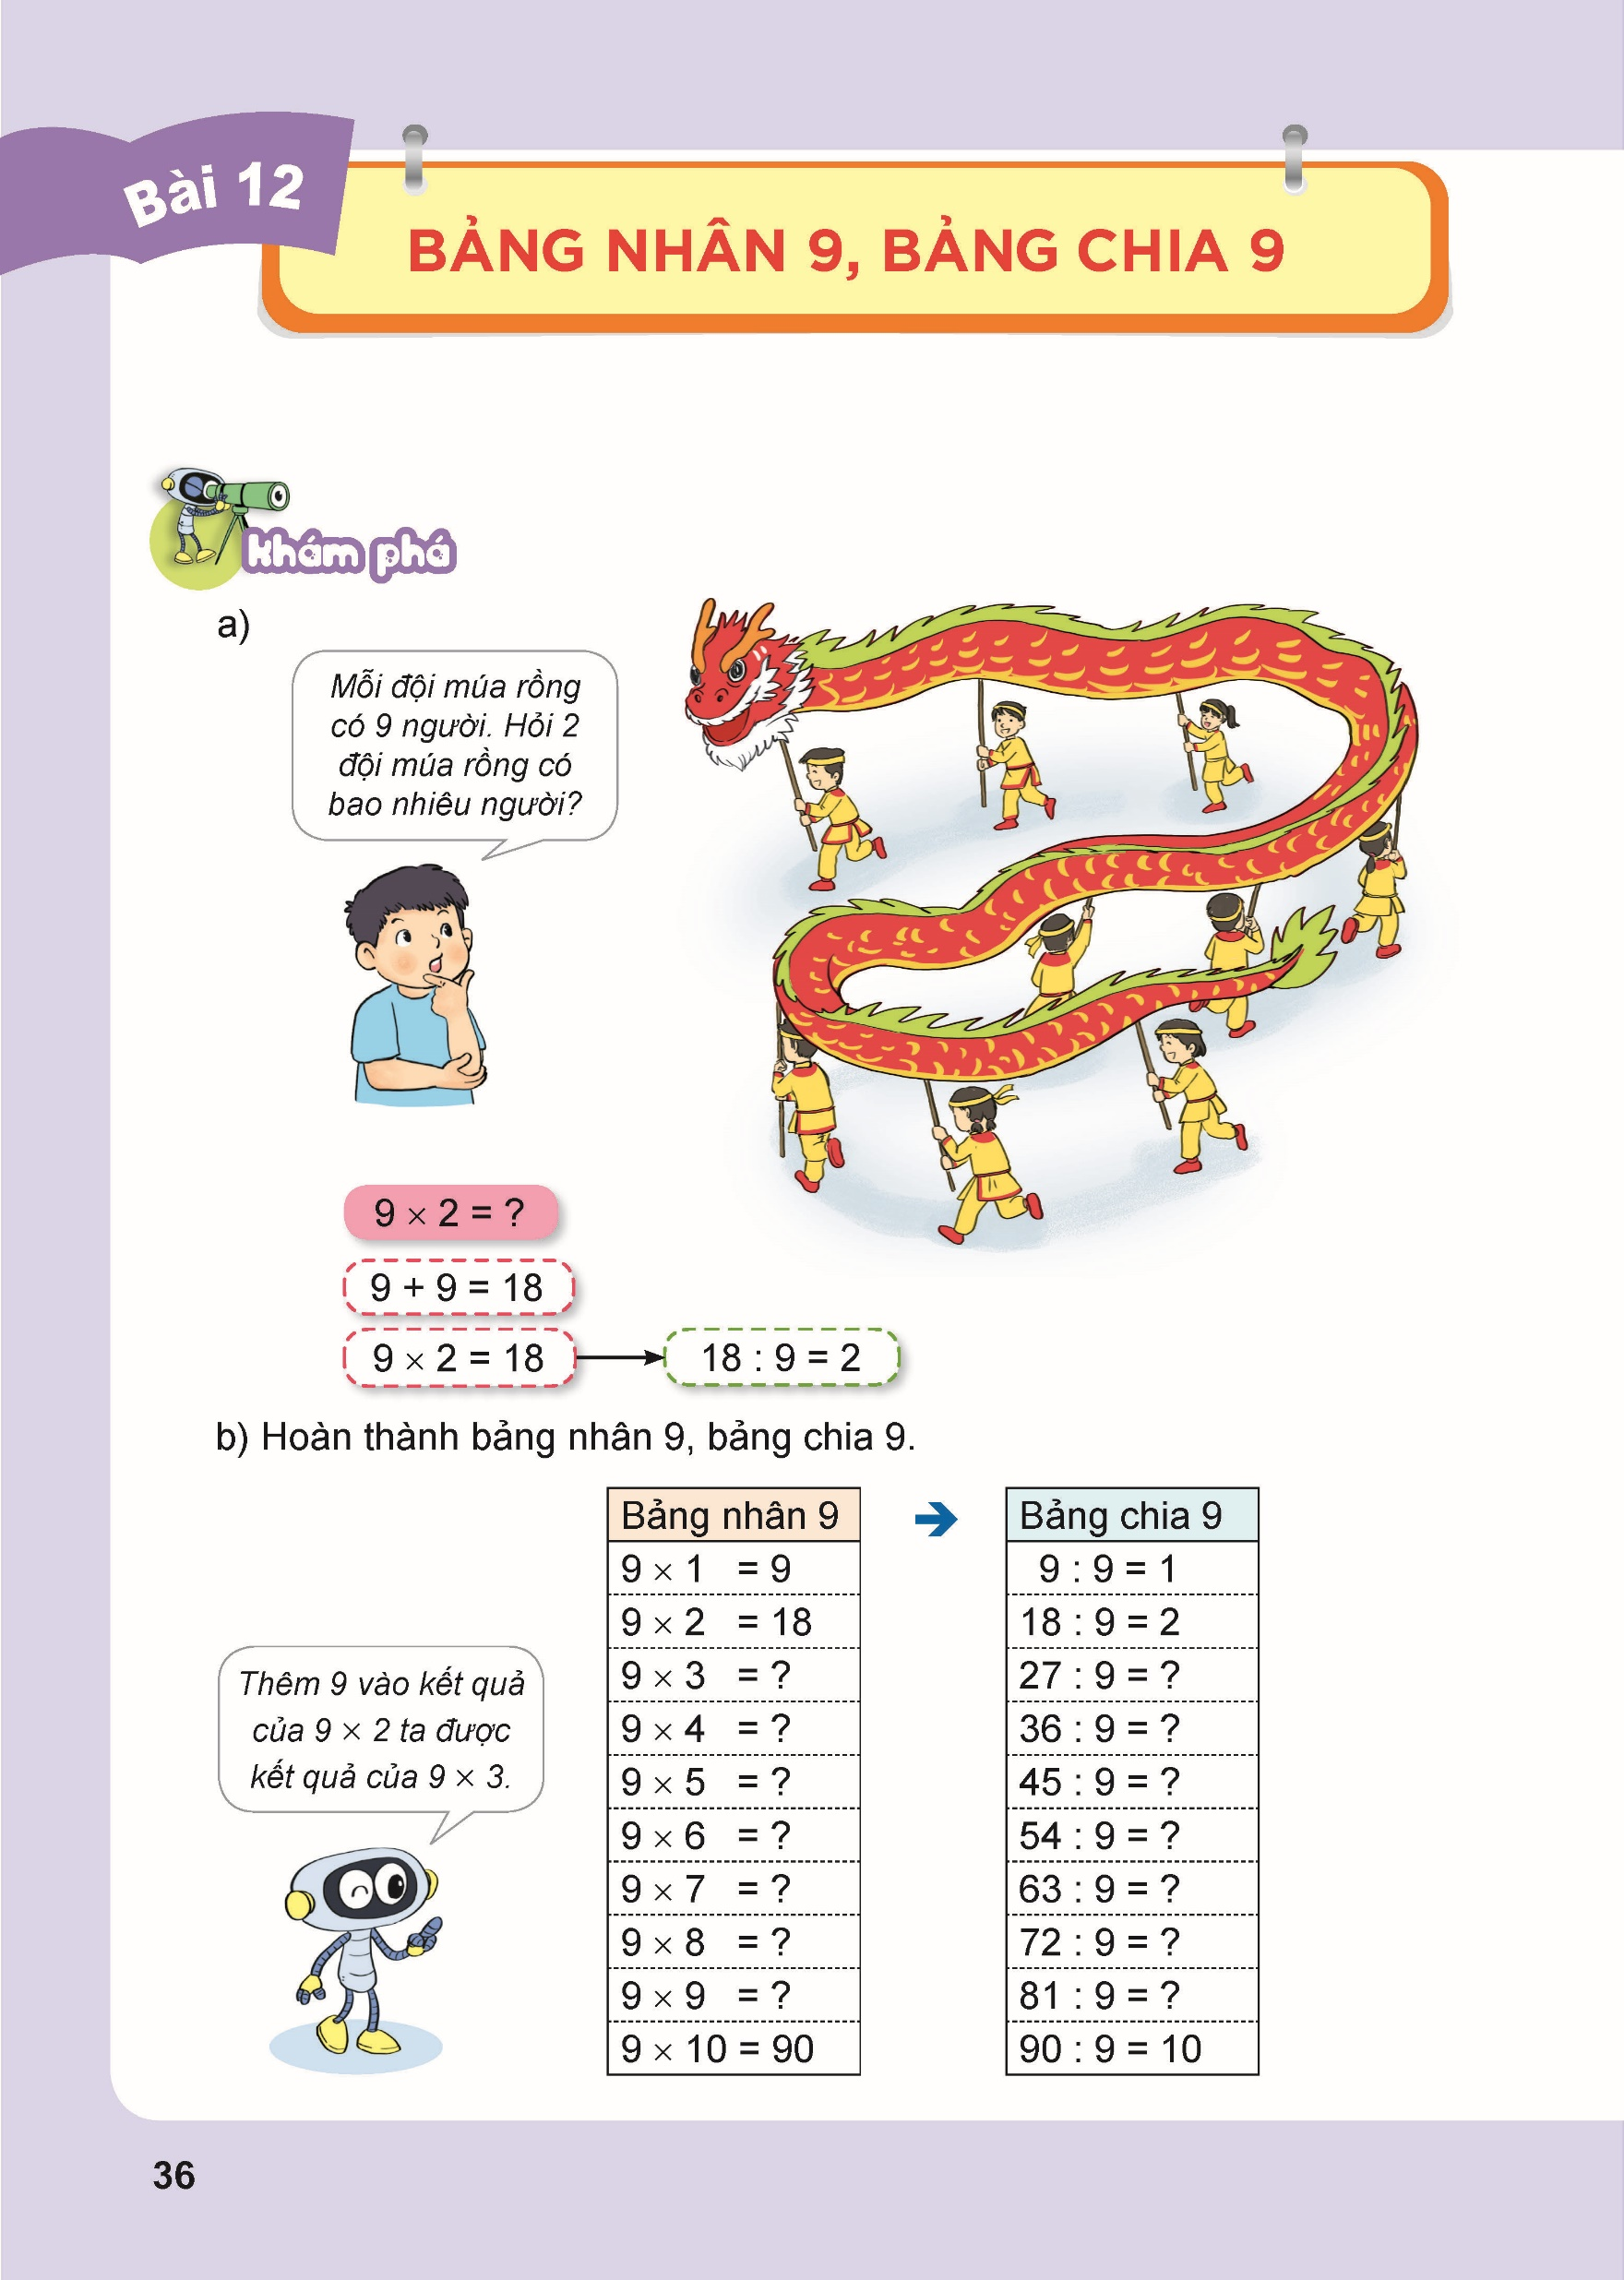 Bài 12
BẢNG NHÂN 9, BẢNG CHIA 9
Khám phá
a)
Mỗi đội múa rồng
có 9 người. Hỏi 2
đội múa rồng có
bao nhiêu người?
9 × 2 = ?
9 + 9 = 18
9 × 2 = 18
18 : 9 = 2
b) Hoàn thành bảng nhân 9, bảng chia 9.
Thêm 9 vào kết quả
của 9 × 2 ta được
kết quả của 9 × 3.
Bảng nhân 9
9 × 1 = 9
9 × 2 = 18
9 × 3 = ?
9 × 4 = ?
9 × 5 = ?
9 × 6 = ?
9 × 7 = ?
9 × 8 = ?
9 × 9 = ?
9 × 10 = 90
Bảng chia 9
9 : 9 = 1
18 : 9 = 2
27 : 9 = ?
36 : 9 = ?
45 : 9 = ?
54 : 9 = ?
63 : 9 = ?
72 : 9 = ?
81 : 9 = ?
90 : 9 = 10
36